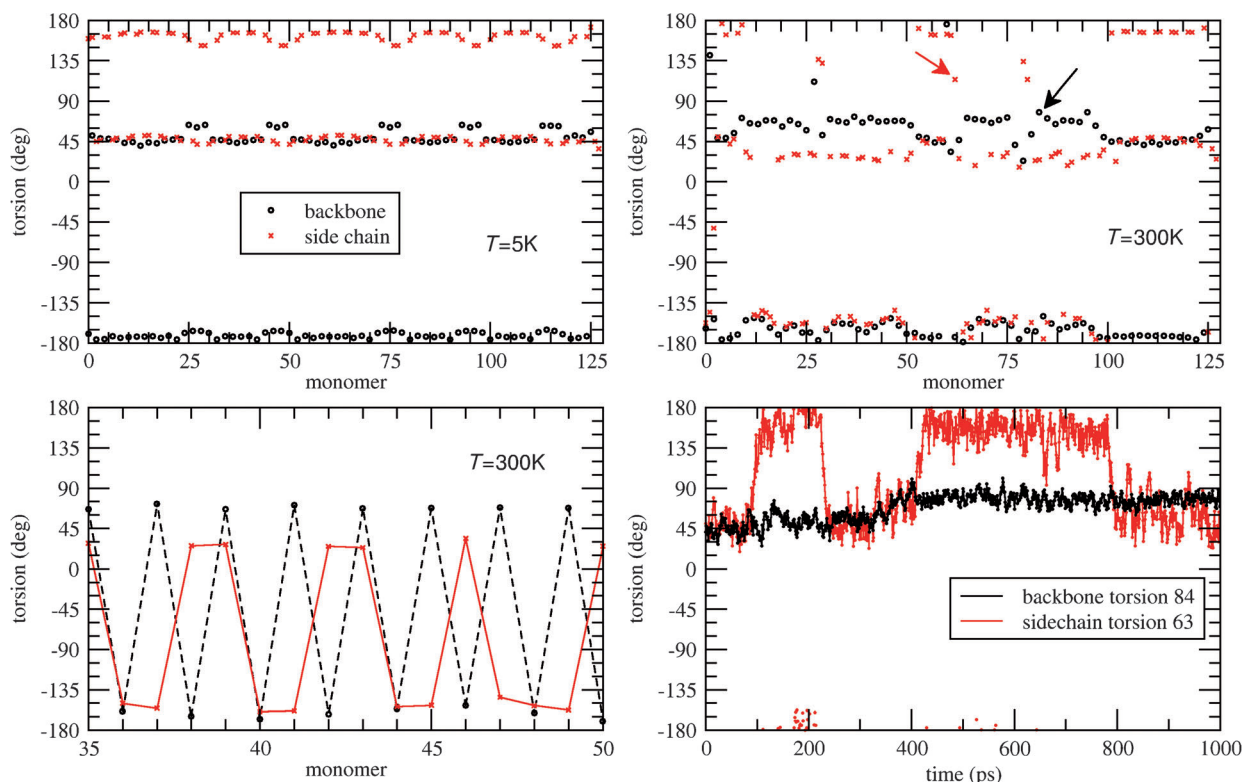 180
135
90
45
0
-45
-90
-135
-180
torsion (deg)
backbone
side chain
T=5K
0 25 50 75 100 125
monomer
180
135
90
45
0
-45
-90
-135
-180
torsion (deg)
T=300K
0 25 50 75 100 125
monomer
180
135
90
45
0
-45
-90
-135
-180
torsion (deg)
T=300K
35 40 45 50
monomer
180
135
90
45
0
-45
-90
-135
-180
torsion (deg)
backbone torsion 84
sidechain torsion 63
0 200 400 600 800 1000
time (ps)